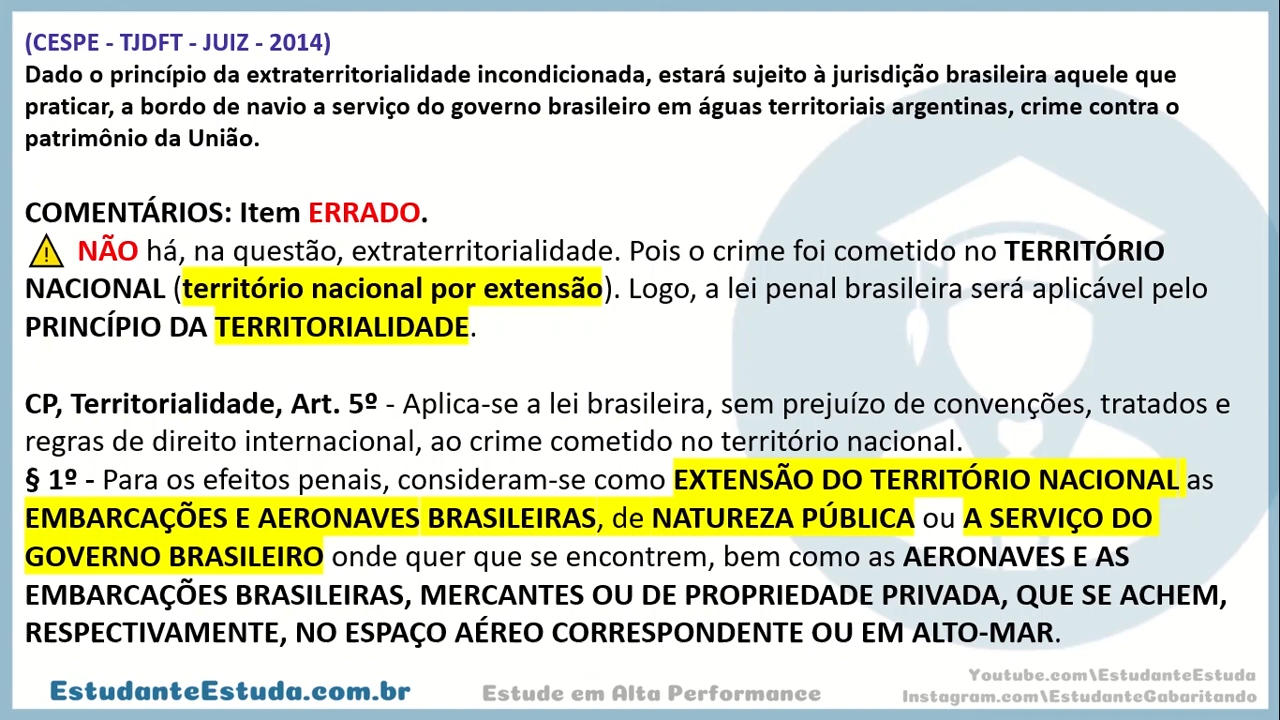 (CESPE - TJDFT - JUIZ - 2014)
Dado o princípio da extraterritorialidade incondicionada, estará sujeito à jurisdição brasileira aquele que
praticar, a bordo de navio a serviço do governo brasileiro em águas territoriais argentinas, crime contra o
patrimônio da União.
COMENTÁRIOS: Item ERRADO.
NÃO há, na questão, extraterritorialidade. Pois o crime foi cometido no TERRITÓRIO
NACIONAL (território nacional por extensão). Logo, a lei penal brasileira será aplicável pelo
PRINCÍPIO DA TERRITORIALIDADE.
CP, Territorialidade, Art. 5º - Aplica-se a lei brasileira, sem prejuízo de convenções, tratados e
regras de direito internacional, ao crime cometido no território nacional.
§ 1º - Para os efeitos penais, consideram-se como EXTENSÃO DO TERRITÓRIO NACIONAL as
EMBARCAÇÕES E AERONAVES BRASILEIRAS, de NATUREZA PÚBLICA ou A SERVIÇO DO
GOVERNO BRASILEIRO onde quer que se encontrem, bem como as AERONAVES E AS
EMBARCAÇÕES BRASILEIRAS, MERCANTES OU DE PROPRIEDADE PRIVADA, QUE SE ACHEM,
RESPECTIVAMENTE, NO ESPAÇO AÉREO CORRESPONDENTE OU EM ALTO-MAR.
EstudanteEstuda.com.br
Estude em Alta Performance
Youtube.com\EstudanteEstuda
Instagram.com\EstudanteGabaritando